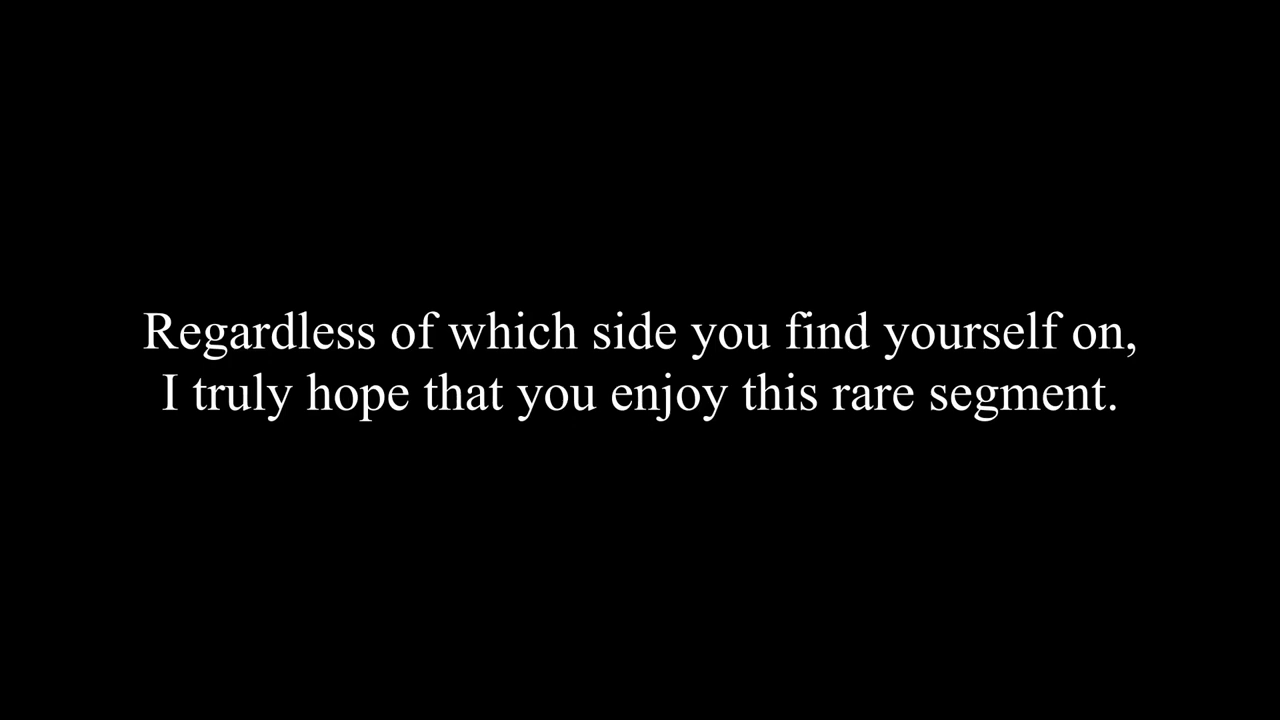 Regardless of which side you find yourself on,
I truly hope that you enjoy this rare segment.